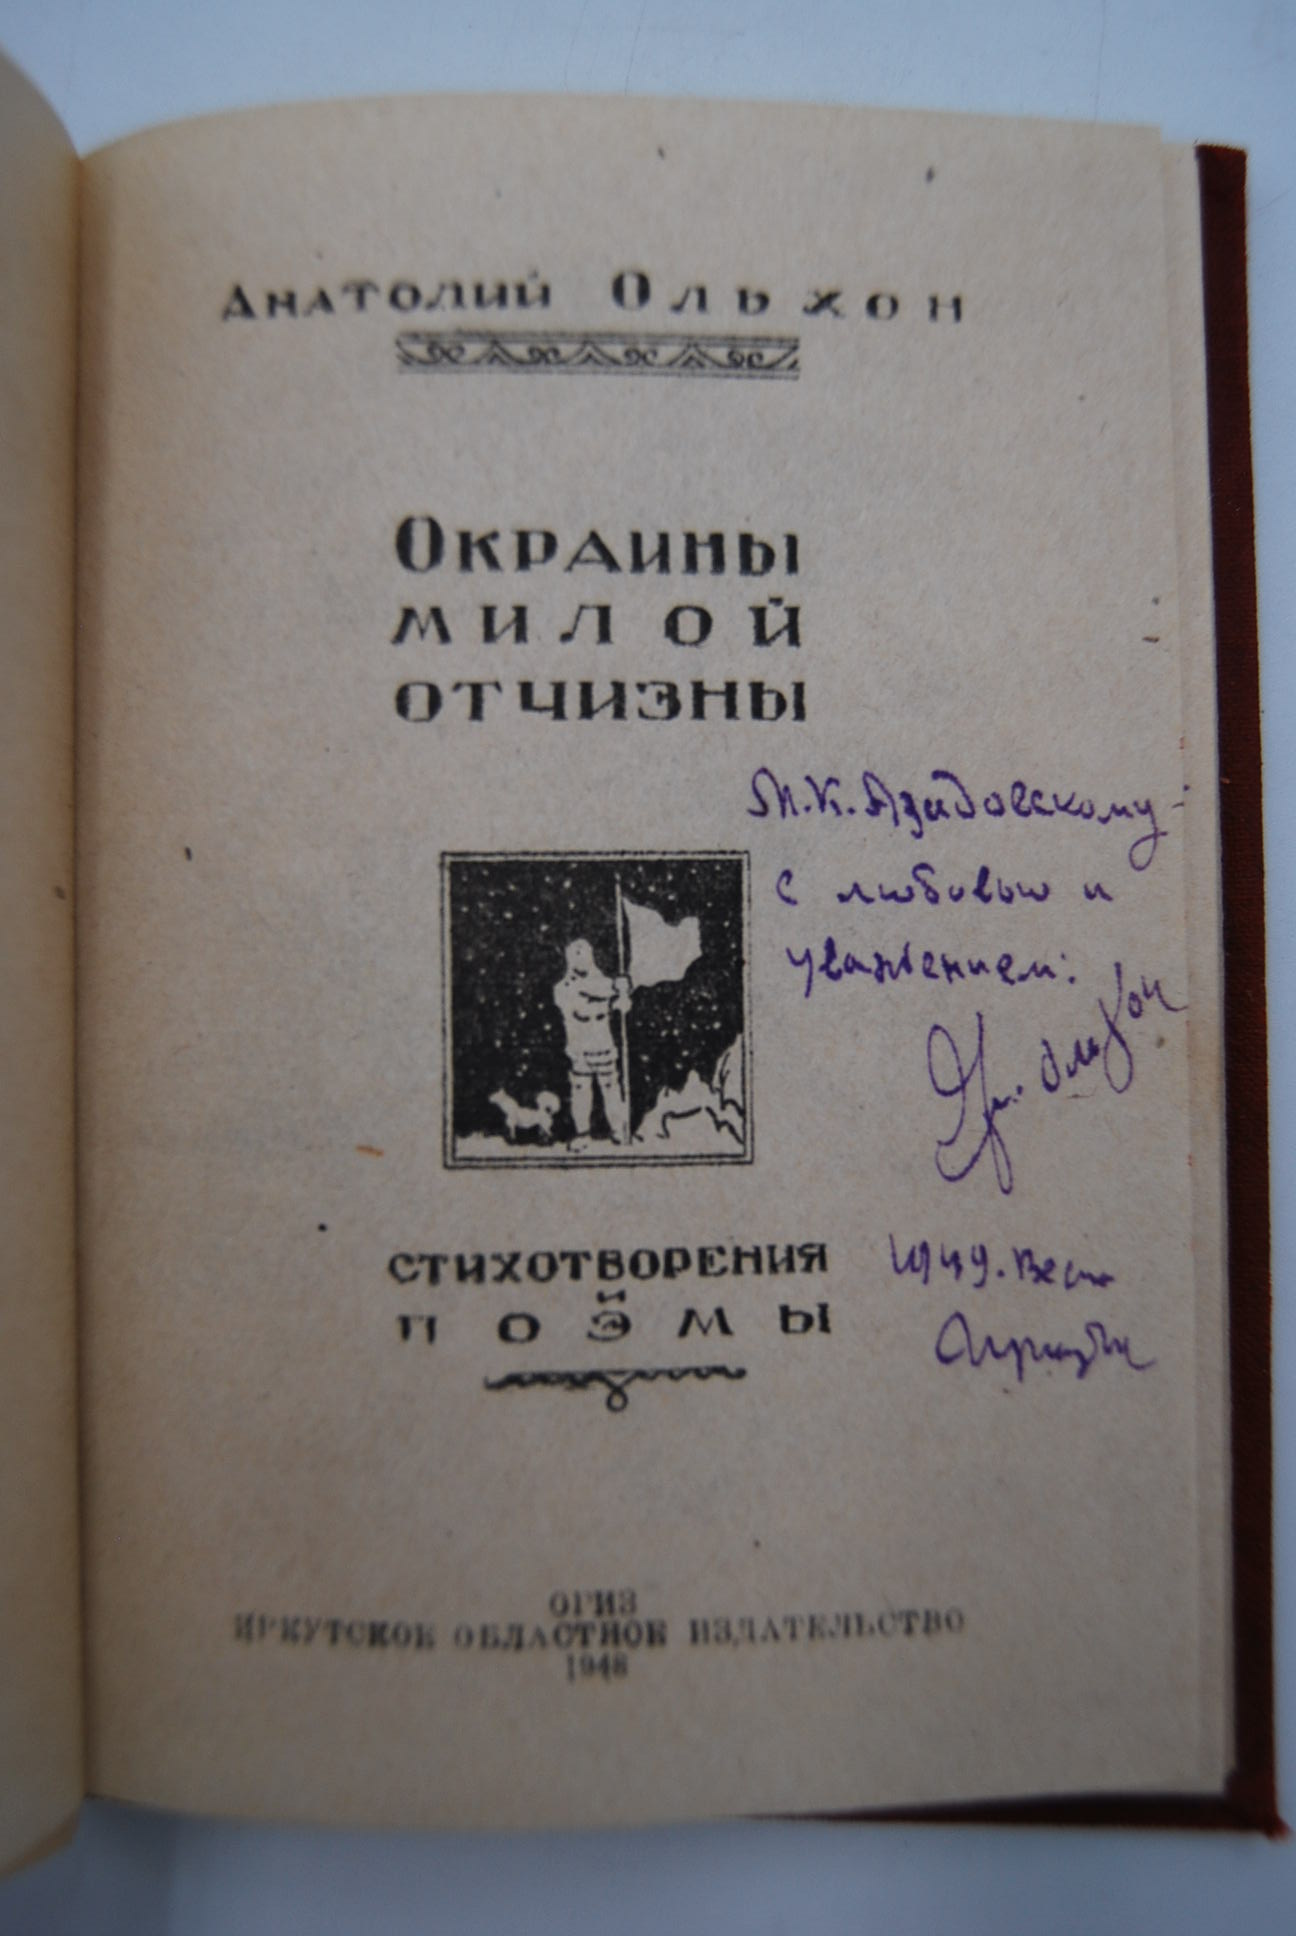 Анатолий Ольхон
Окраины
милой
отчизны
М.К. Азадовскому -
с любовью и
уважением:
Ан. Ольхон
стихотворения
и
поэмы
1949. Весна
Иркутск
ОГИЗ
ИРКУТСКОЕ ОБЛАСТНОЕ ИЗДАТЕЛЬСТВО
1948